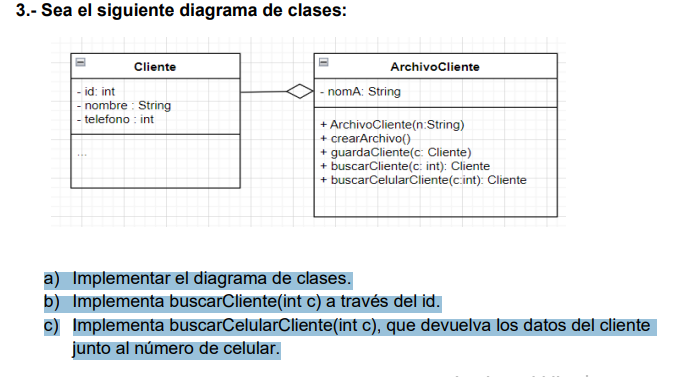 3.- Sea el siguiente diagrama de clases:
Cliente
- id: int
- nombre : String
- telefono : int
...
ArchivoCliente
- nomA: String
+ ArchivoCliente(n:String)
+ crearArchivo()
+ guardaCliente(c: Cliente)
+ buscarCliente(c: int): Cliente
+ buscarCelularCliente(c:int): Cliente
a) Implementar el diagrama de clases.
b) Implementa buscarCliente(int c) a través del id.
c) Implementa buscarCelularCliente(int c), que devuelva los datos del cliente
junto al número de celular.